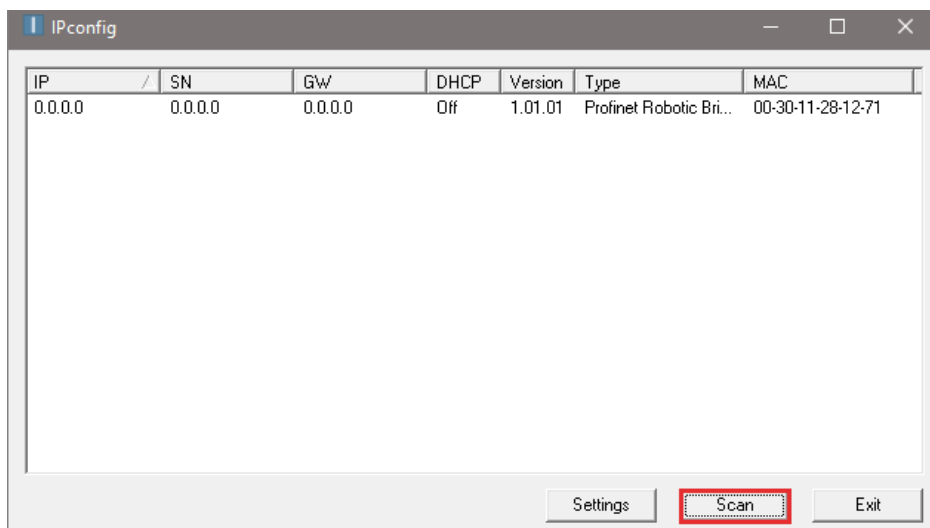 IPconfig
IP SN GW DHCP Version Type MAC
0.0.0.0 0.0.0.0 0.0.0.0 Off 1.01.01 Profinet Robotic Bri... 00-30-11-28-12-71
Settings Scan Exit